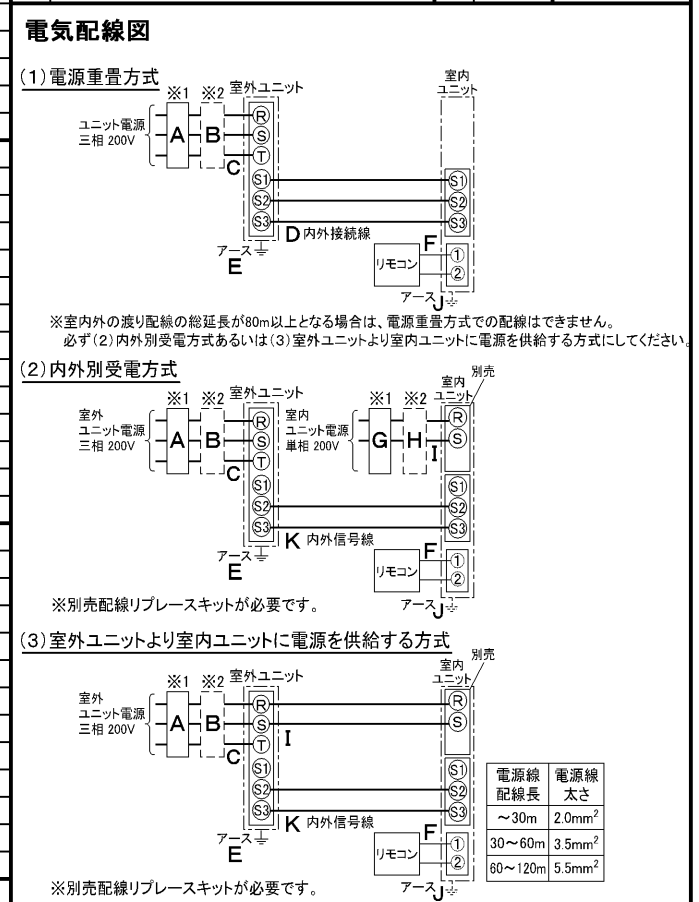 電気配線図
(1)電源重畳方式
※1 ※2 室外ユニット
室内
ユニット
ユニット電源
三相 200V
A B
R
S
T
C
S1
S2
S3
S1
S2
S3
D 内外接続線
アース
E
リモコン
F
①
②
アース J
※室内外の渡り配線の総延長が80m以上となる場合は、電源重畳方式での配線はできません。
必ず(2)内外別受電方式あるいは(3)室外ユニットより室内ユニットに電源を供給する方式にしてください。
(2)内外別受電方式
※1 ※2 室外ユニット
※1 ※2
室内
ユニット
別売
室外
ユニット電源
三相 200V
A B
R
S
T
C
S1
S2
S3
室内
ユニット電源
単相 200V
G H
I
R
S
S1
S2
S3
K 内外信号線
アース
E
リモコン
F
①
②
アース J
※別売配線リプレースキットが必要です。
(3)室外ユニットより室内ユニットに電源を供給する方式
※1 ※2 室外ユニット
室内
ユニット
別売
室外
ユニット電源
三相 200V
A B
R
S
T
C
I
S1
S2
S3
R
S
S1
S2
S3
K 内外信号線
アース
E
リモコン
F
①
②
アース J
※別売配線リプレースキットが必要です。
電源線
配線長
電源線
太さ
～30m 2.0mm²
30～60m 3.5mm²
60～120m 5.5mm²